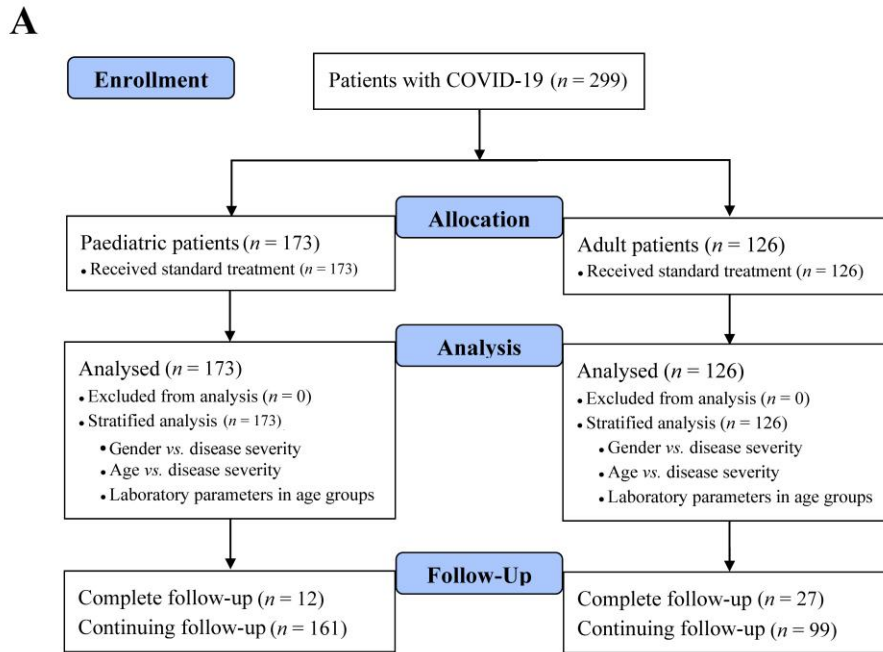 A
Enrollment
Patients with COVID-19 (n = 299)
Allocation
Paediatric patients (n = 173)
• Received standard treatment (n = 173)
Adult patients (n = 126)
• Received standard treatment (n = 126)
Analysis
Analysed (n = 173)
• Excluded from analysis (n = 0)
• Stratified analysis (n = 173)
• Gender vs. disease severity
• Age vs. disease severity
• Laboratory parameters in age groups
Analysed (n = 126)
• Excluded from analysis (n = 0)
• Stratified analysis (n = 126)
• Gender vs. disease severity
• Age vs. disease severity
• Laboratory parameters in age groups
Follow-Up
Complete follow-up (n = 12)
Continuing follow-up (n = 161)
Complete follow-up (n = 27)
Continuing follow-up (n = 99)